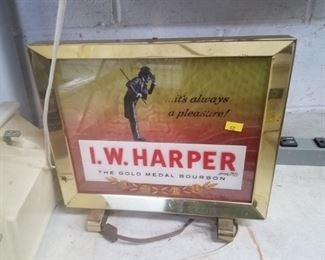 ...it's always
a pleasure!
I.W. HARPER
THE GOLD MEDAL BOURBON